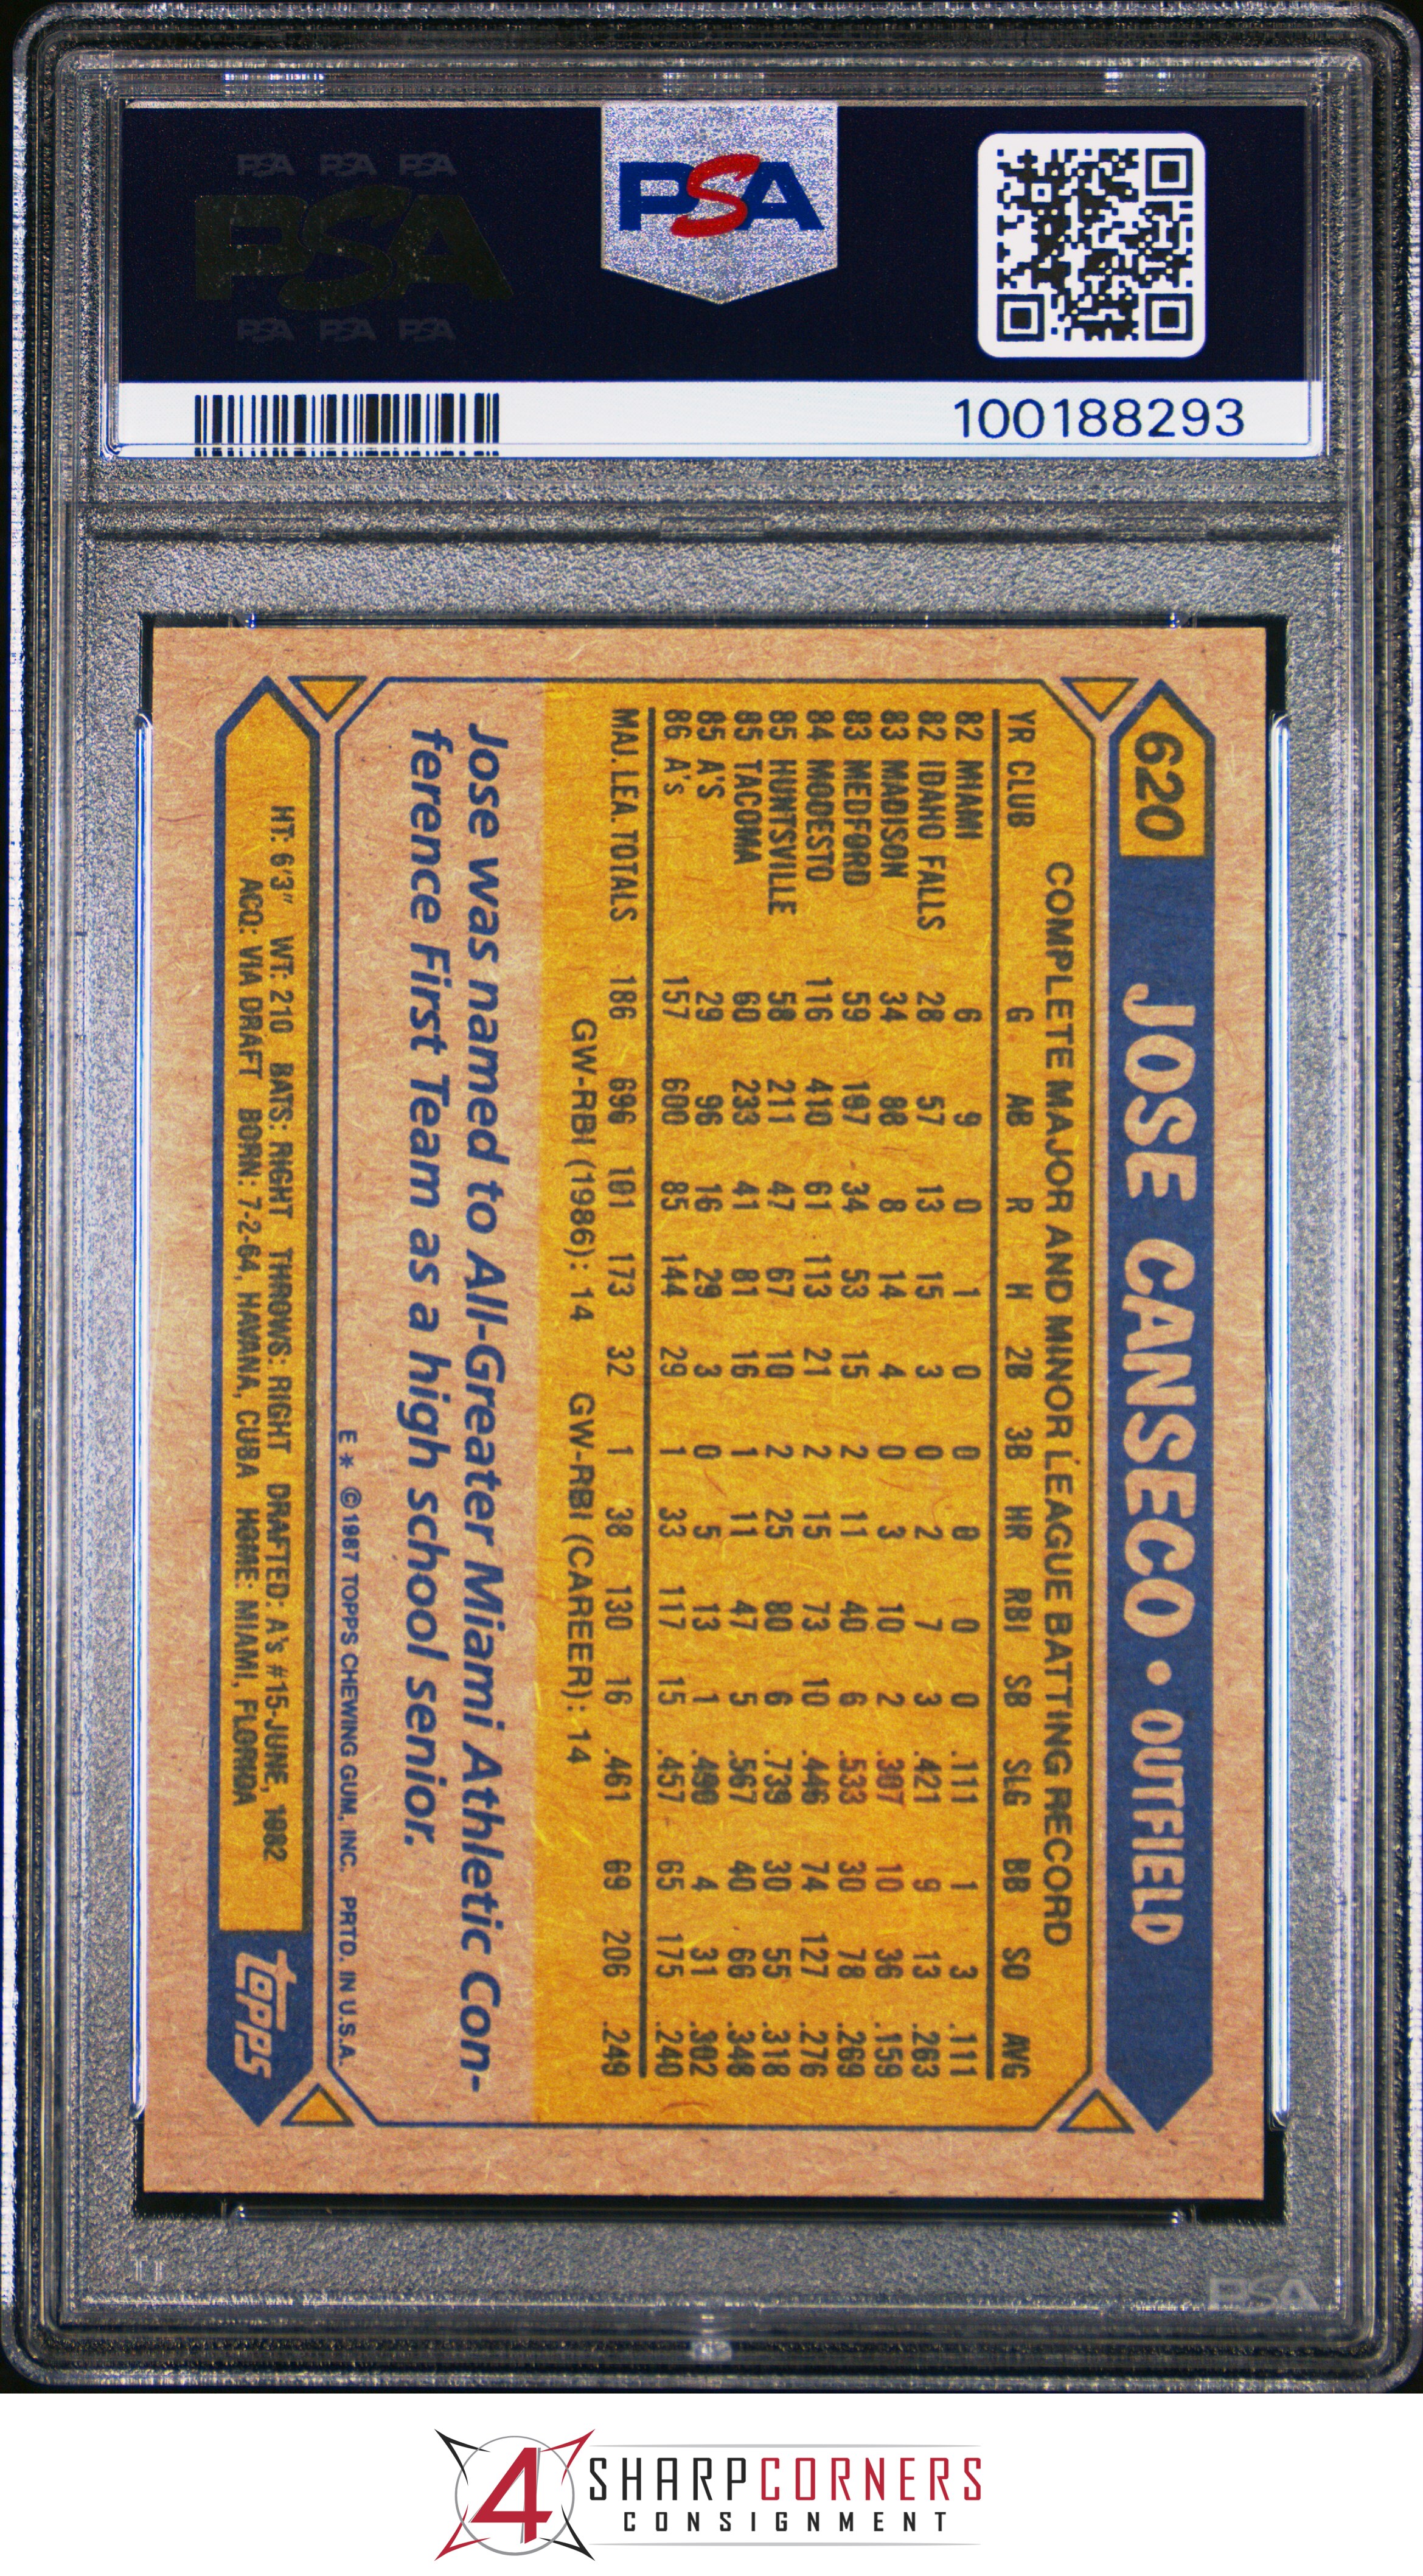 PSA PSA PSA
PSA
PSA PSA PSA
PSA
100188293
620 JOSE CANSECO • OUTFIELD
COMPLETE MAJOR AND MINOR LEAGUE BATTING RECORD
YR CLUB G AB R H 2B 3B HR RBI SB SLG BB SO AVG
82 MIAMI 6 9 0 1 0 0 0 0 0 .111 1 3 .111
82 IDAHO FALLS 28 57 13 15 3 0 2 7 3 .421 9 13 .263
83 MADISON 34 88 8 14 4 0 3 10 2 .307 10 36 .159
83 MEDFORD 59 197 34 53 15 2 11 40 6 .533 30 78 .269
84 MODESTO 116 410 61 113 21 2 15 73 10 .446 74 127 .276
85 HUNTSVILLE 58 211 47 67 10 2 25 80 6 .739 30 55 .318
85 TACOMA 60 233 41 81 16 1 11 47 5 .567 40 66 .348
85 A'S 29 96 16 29 3 0 5 13 1 .490 4 31 .302
86 A's 157 600 85 144 29 1 33 117 15 .457 65 175 .240
MAJ. LEA. TOTALS 186 696 101 173 32 1 38 130 16 .461 69 206 .249
GW-RBI (1986): 14 GW-RBI (CAREER): 14
Jose was named to All-Greater Miami Athletic Con-
ference First Team as a high school senior.
E* © 1987 TOPPS CHEWING GUM, INC. PRTD. IN U.S.A.
HT: 6'3" WT: 210 BATS: RIGHT THROWS: RIGHT DRAFTED: A's #15-JUNE, 1982
ACQ: VIA DRAFT BORN: 7-2-64, HAVANA, CUBA HOME: MIAMI, FLORIDA
topps
PSA
4 SHARPCORNERS
CONSIGNMENT